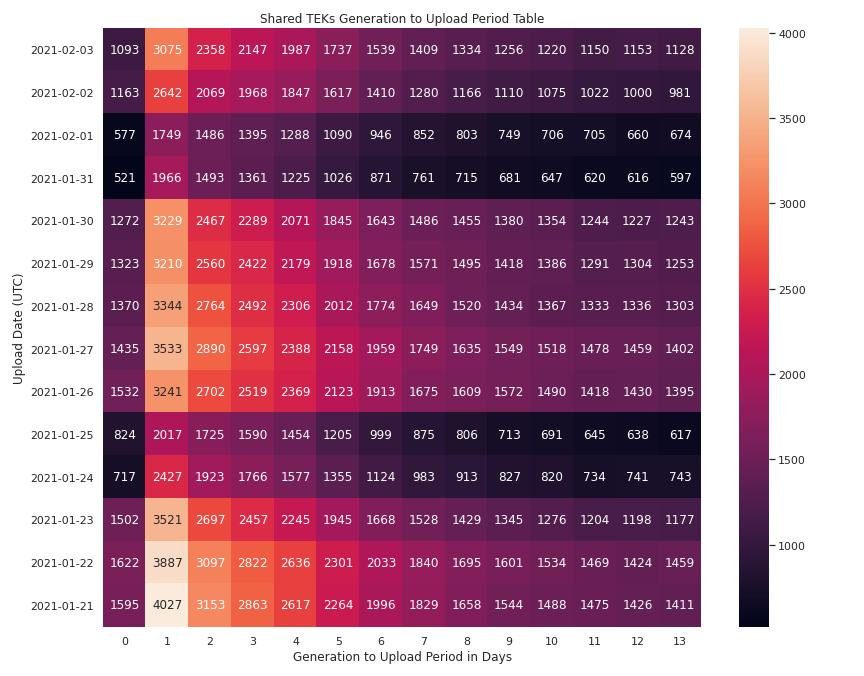 Shared TEKs Generation to Upload Period Table
2021-02-03 1093 3075 2358 2147 1987 1737 1539 1409 1334 1256 1220 1150 1153 1128
2021-02-02 1163 2642 2069 1968 1847 1617 1410 1280 1166 1110 1075 1022 1000 981
2021-02-01 577 1749 1486 1395 1288 1090 946 852 803 749 706 705 660 674
2021-01-31 521 1966 1493 1361 1225 1026 871 761 715 681 647 620 616 597
2021-01-30 1272 3229 2467 2289 2071 1845 1643 1486 1455 1380 1354 1244 1227 1243
2021-01-29 1323 3210 2560 2422 2179 1918 1678 1571 1495 1418 1386 1291 1304 1253
2021-01-28 1370 3344 2764 2492 2306 2012 1774 1649 1520 1434 1367 1333 1336 1303
2021-01-27 1435 3533 2890 2597 2388 2158 1959 1749 1635 1549 1518 1478 1459 1402
2021-01-26 1532 3241 2702 2519 2369 2123 1913 1675 1609 1572 1490 1418 1430 1395
2021-01-25 824 2017 1725 1590 1454 1205 999 875 806 713 691 645 638 617
2021-01-24 717 2427 1923 1766 1577 1355 1124 983 913 827 820 734 741 743
2021-01-23 1502 3521 2697 2457 2245 1945 1668 1528 1429 1345 1276 1204 1198 1177
2021-01-22 1622 3887 3097 2822 2636 2301 2033 1840 1695 1601 1534 1469 1424 1459
2021-01-21 1595 4027 3153 2863 2617 2264 1996 1829 1658 1544 1488 1475 1426 1411
0 1 2 3 4 5 6 7 8 9 10 11 12 13
Generation to Upload Period in Days
Upload Date (UTC)
4000
3500
3000
2500
2000
1500
1000